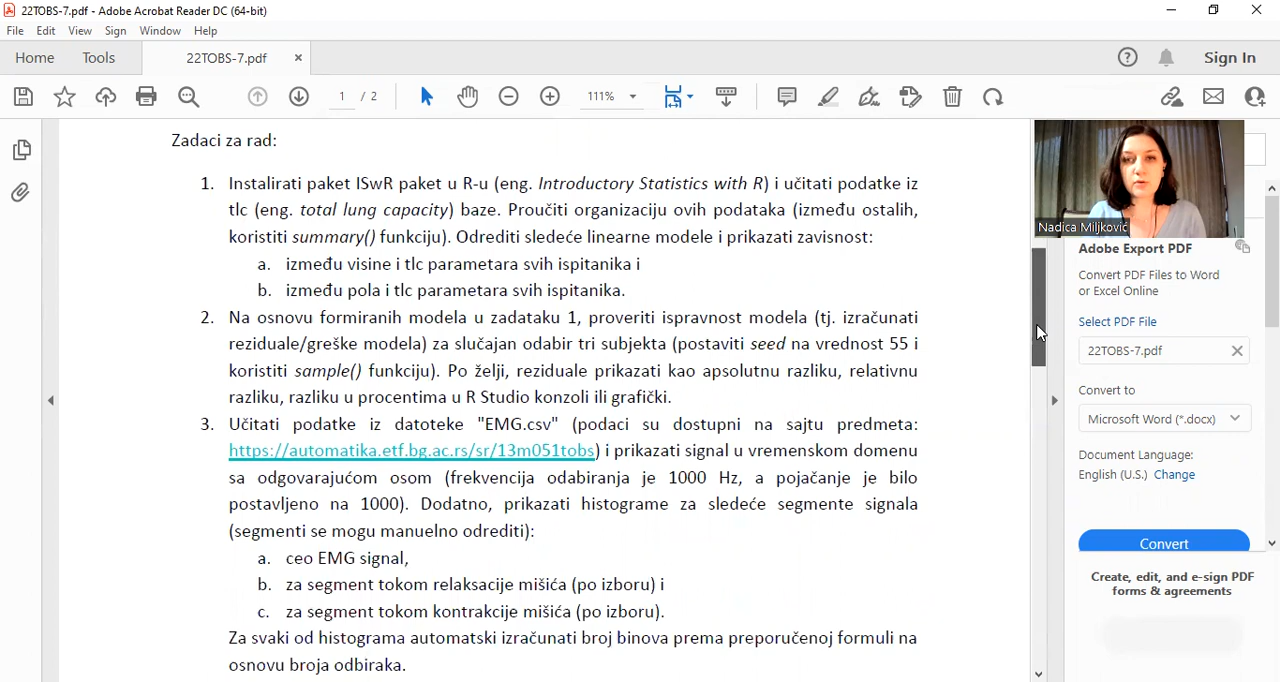 22TOBS-7.pdf - Adobe Acrobat Reader DC (64-bit)
File Edit View Sign Window Help
Home Tools 22TOBS-7.pdf Sign In
1 / 2 111%
Zadaci za rad:
1. Instalirati paket ISwR paket u R-u (eng. Introductory Statistics with R) i učitati podatke iz
tlc (eng. total lung capacity) baze. Proučiti organizaciju ovih podataka (između ostalih,
koristiti summary() funkciju). Odrediti sledeće linearne modele i prikazati zavisnost:
a. između visine i tlc parametara svih ispitanika i
b. između pola i tlc parametara svih ispitanika.
2. Na osnovu formiranih modela u zadataku 1, proveriti ispravnost modela (tj. izračunati
reziduale/greške modela) za slučajan odabir tri subjekta (postaviti seed na vrednost 55 i
koristiti sample() funkciju). Po želji, reziduale prikazati kao apsolutnu razliku, relativnu
razliku, razliku u procentima u R Studio konzoli ili grafički.
3. Učitati podatke iz datoteke "EMG.csv" (podaci su dostupni na sajtu predmeta:
https://automatika.etf.bg.ac.rs/sr/13m051tobs) i prikazati signal u vremenskom domenu
sa odgovarajućom osom (frekvencija odabiranja je 1000 Hz, a pojačanje je bilo
postavljeno na 1000). Dodatno, prikazati histograme za sledeće segmente signala
(segmenti se mogu manuelno odrediti):
a. ceo EMG signal,
b. za segment tokom relaksacije mišića (po izboru) i
c. za segment tokom kontrakcije mišića (po izboru).
Za svaki od histograma automatski izračunati broj binova prema preporučenoj formuli na
osnovu broja odbiraka.
Nadica Miljković
Adobe Export PDF
Convert PDF Files to Word
or Excel Online
Select PDF File
22TOBS-7.pdf
Convert to
Microsoft Word (*.docx)
Document Language:
English (U.S.) Change
Convert
Create, edit, and e-sign PDF
forms & agreements